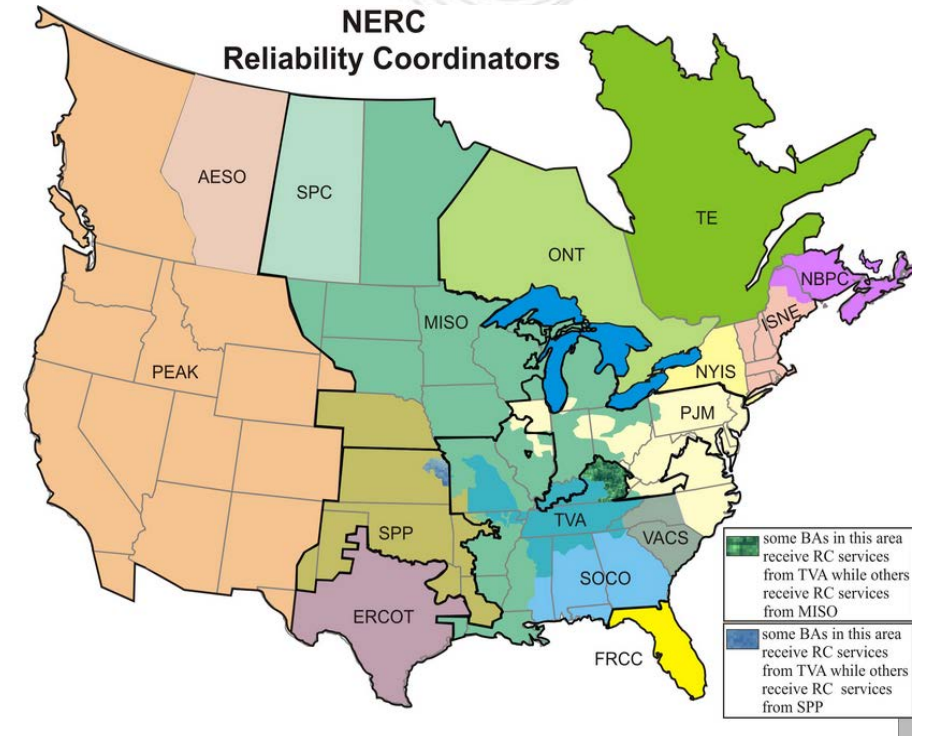 NERC
Reliability Coordinators
AESO
SPC
TE
ONT
NBPC
ISNE
MISO
PEAK
NYIS
PJM
SPP
TVA
VACS
SOCO
ERCOT
FRCC
some BAs in this area
receive RC services
from TVA while others
receive RC services
from MISO
some BAs in this area
receive RC services
from TVA while others
receive RC services
from SPP